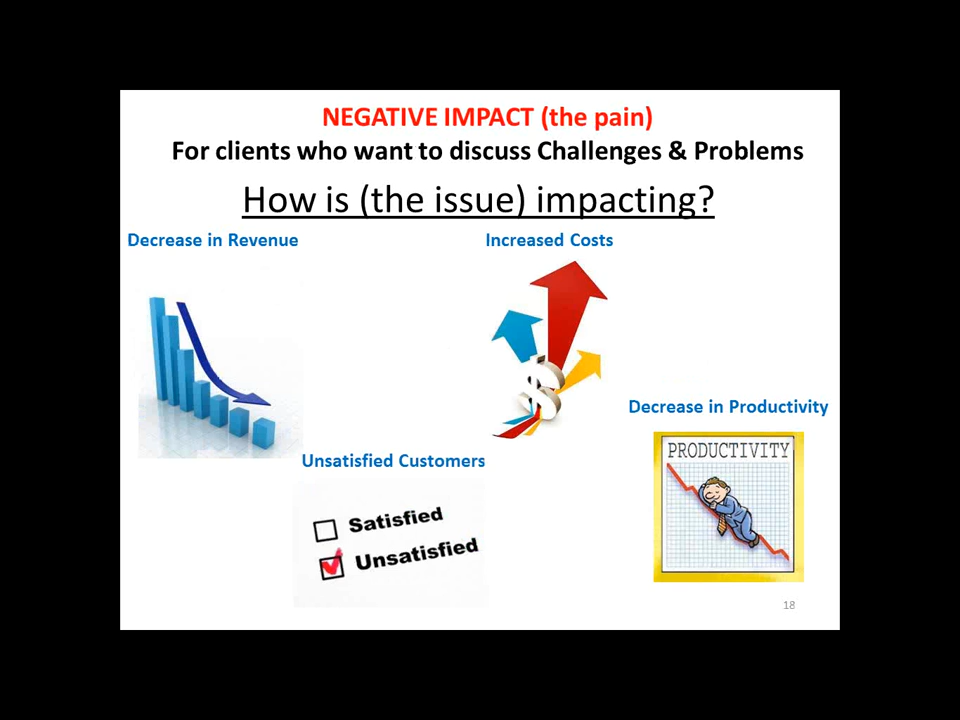 NEGATIVE IMPACT (the pain)
For clients who want to discuss Challenges & Problems
How is (the issue) impacting?
Decrease in Revenue
Increased Costs
$
Decrease in Productivity
PRODUCTIVITY
Unsatisfied Customers
Satisfied
Unsatisfied
18